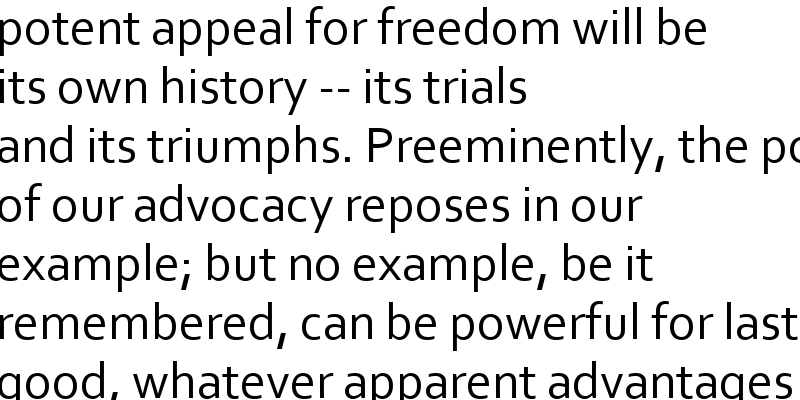 potent appeal for freedom will be
its own history -- its trials
and its triumphs. Preeminently, the
of our advocacy reposes in our
example; but no example, be it
remembered, can be powerful for last
good, whatever apparent advantages